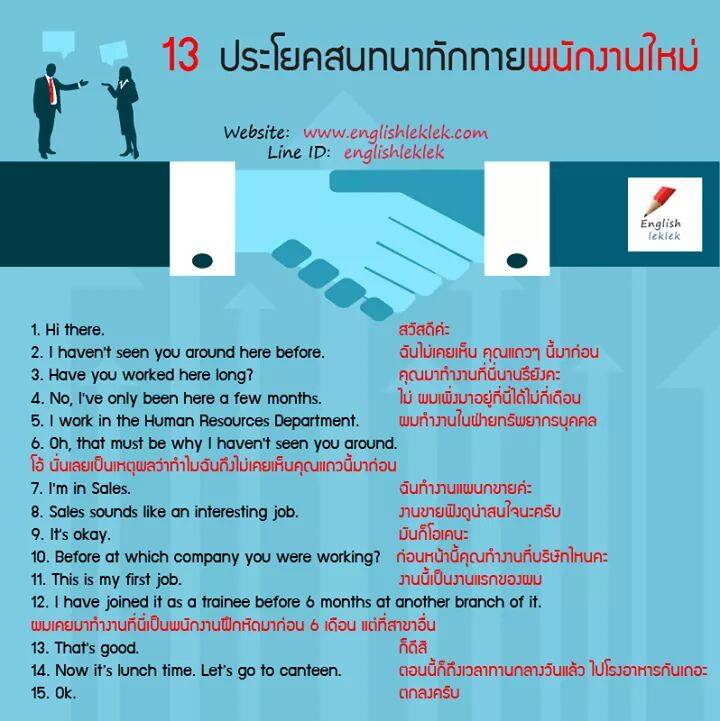 13 ประโยคสนทนาทักทายพนักงานใหม่
Website: www.englishleklek.com
Line ID: englishleklek
English
leklek
1. Hi there. สวัสดีค่ะ
2. I haven't seen you around here before. ฉันไม่เคยเห็น คุณแถวๆ นี้มาก่อน
3. Have you worked here long? คุณมาทำงานที่นี่นานรึยังคะ
4. No, I've only been here a few months. ไม่ ผมเพิ่งมาอยู่ที่นี่ได้ไม่กี่เดือน
5. I work in the Human Resources Department. ผมทำงานในฝ่ายทรัพยากรบุคคล
6. Oh, that must be why I haven't seen you around.
โอ้ นั่นเลยเป็นเหตุผลว่าทำไมฉันถึงไม่เคยเห็นคุณแถวนี้มาก่อน
7. I'm in Sales. ฉันทำงานแผนกขายค่ะ
8. Sales sounds like an interesting job. งานขายฟังดูน่าสนใจนะครับ
9. It's okay. มันก็โอเคนะ
10. Before at which company you were working? ก่อนหน้านี้คุณทำงานที่บริษัทไหนคะ
11. This is my first job. งานนี้เป็นงานแรกของผม
12. I have joined it as a trainee before 6 months at another branch of it.
ผมเคยมาทำงานที่นี่เป็นพนักงานฝึกหัดมาก่อน 6 เดือน แต่ที่สาขาอื่น
13. That's good. ก็ดีสิ
14. Now it's lunch time. Let's go to canteen. ตอนนี้ก็ถึงเวลาทานกลางวันแล้ว ไปโรงอาหารกันเถอะ
15. Ok. ตกลงครับ